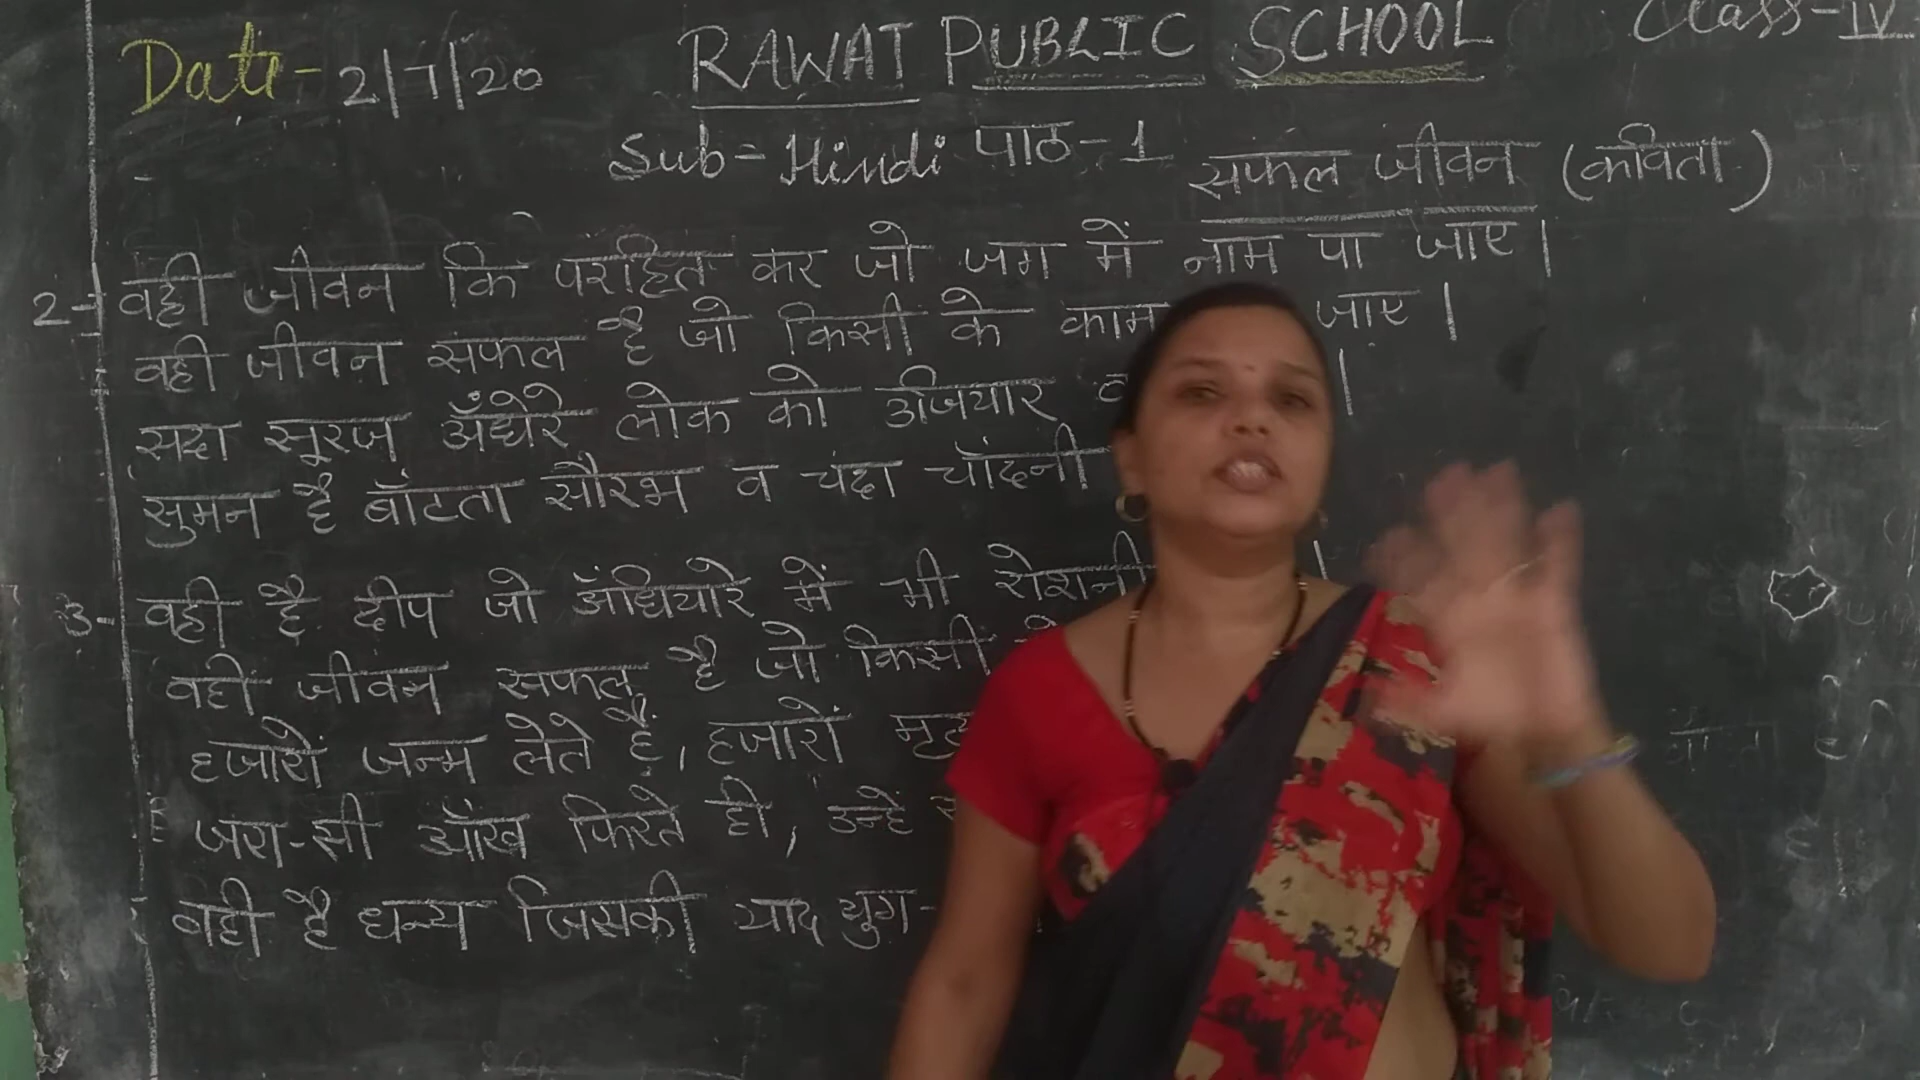 Date- 2/7/20 RAWAT PUBLIC SCHOOL Class-IV
Sub=Hindi पाठ-1 सफल जीवन (कविता)
2- वही जीवन कि परहित कर जो जग में नाम पा जाए।
वही जीवन सफल है जो किसी के काम जाए।
सदा सूरज अँधेरे लोक को उजियार ।
सुमन है बाँटता सौरभ व चंदा चाँदनी
3- वही है दीप जो अँधियारे में भी रोशनी ।
वही जीवन सफल है जो किसी
हजारों जन्म लेते हैं, हजारों
जरा-सी आँख फिरते ही, उन्हें
वही है धन्य जिसकी याद युग-